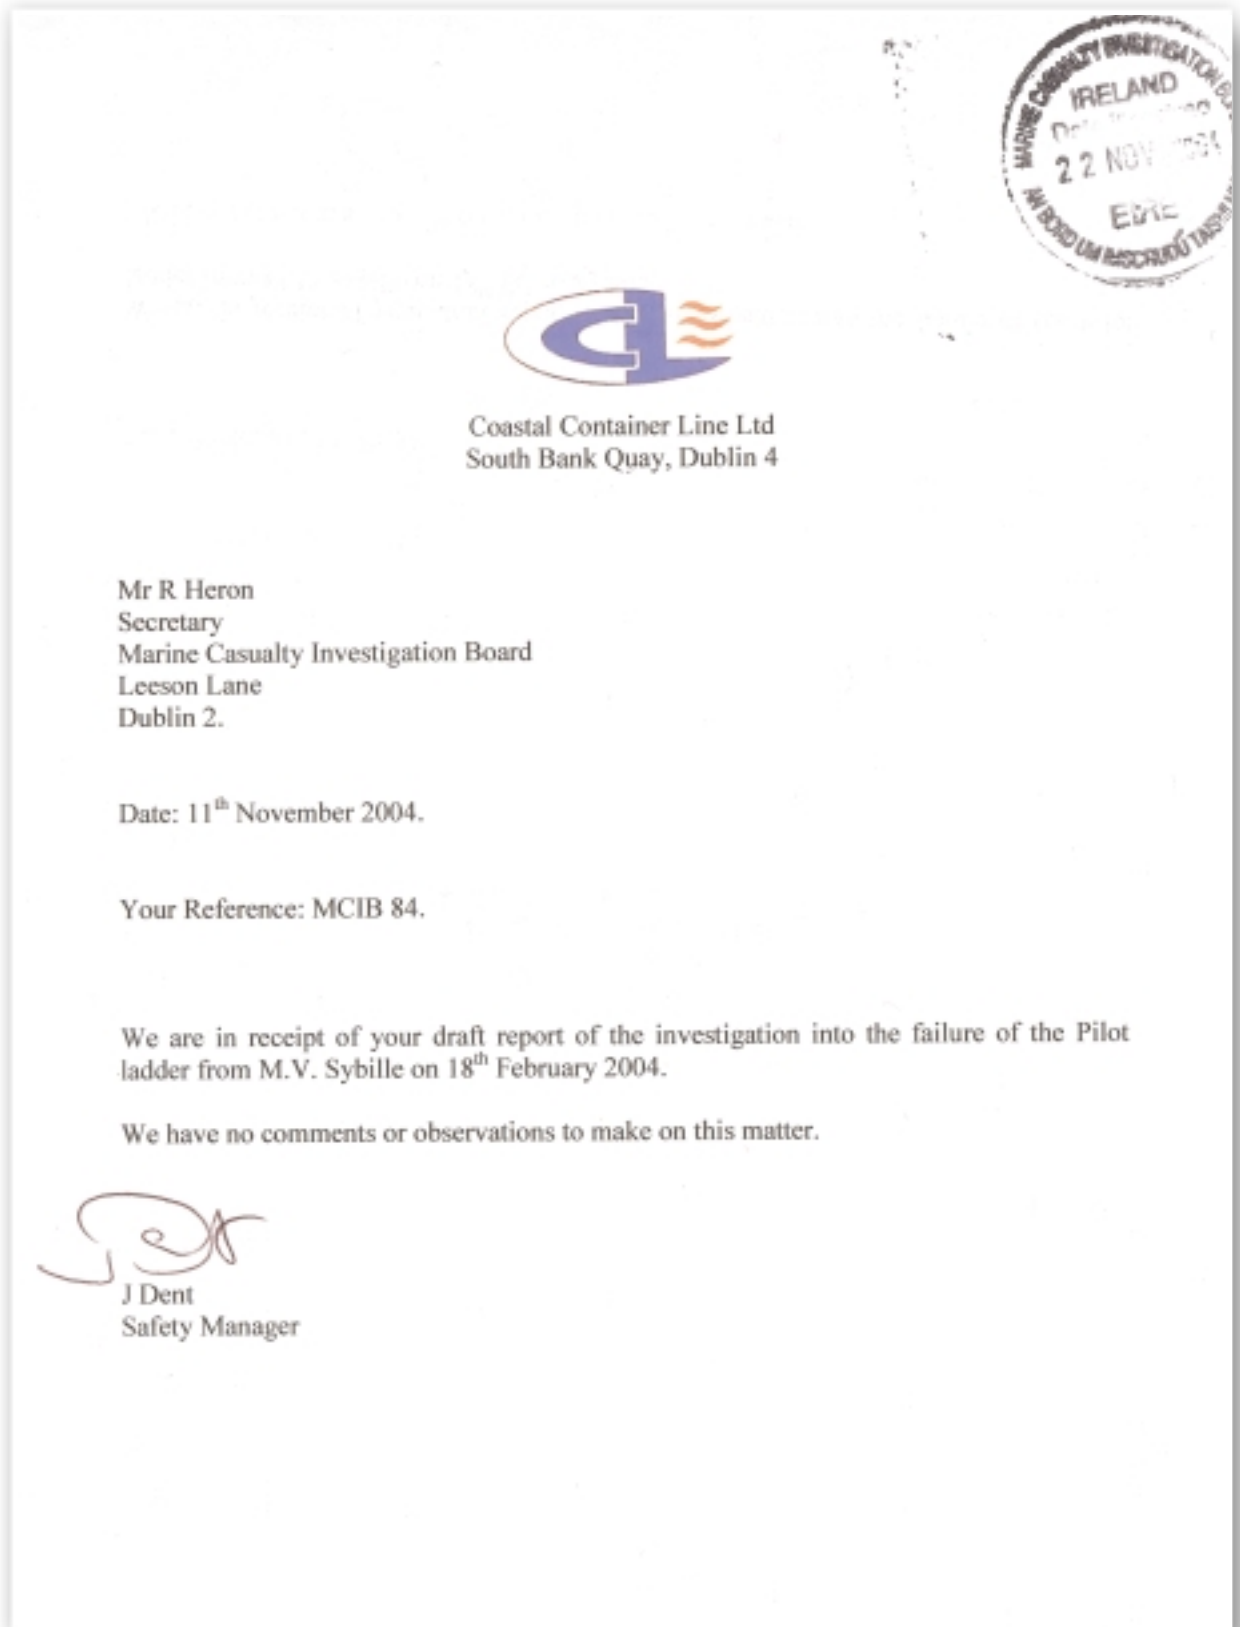 MARINE CASUALTY INVESTIGATION
IRELAND
22 NOV
EIRE
AN BORD UM IMSCRÚDÚ
CL
Coastal Container Line Ltd
South Bank Quay, Dublin 4
Mr R Heron
Secretary
Marine Casualty Investigation Board
Leeson Lane
Dublin 2.
Date: 11th November 2004.
Your Reference: MCIB 84.
We are in receipt of your draft report of the investigation into the failure of the Pilot
ladder from M.V. Sybille on 18th February 2004.
We have no comments or observations to make on this matter.
J Dent
Safety Manager